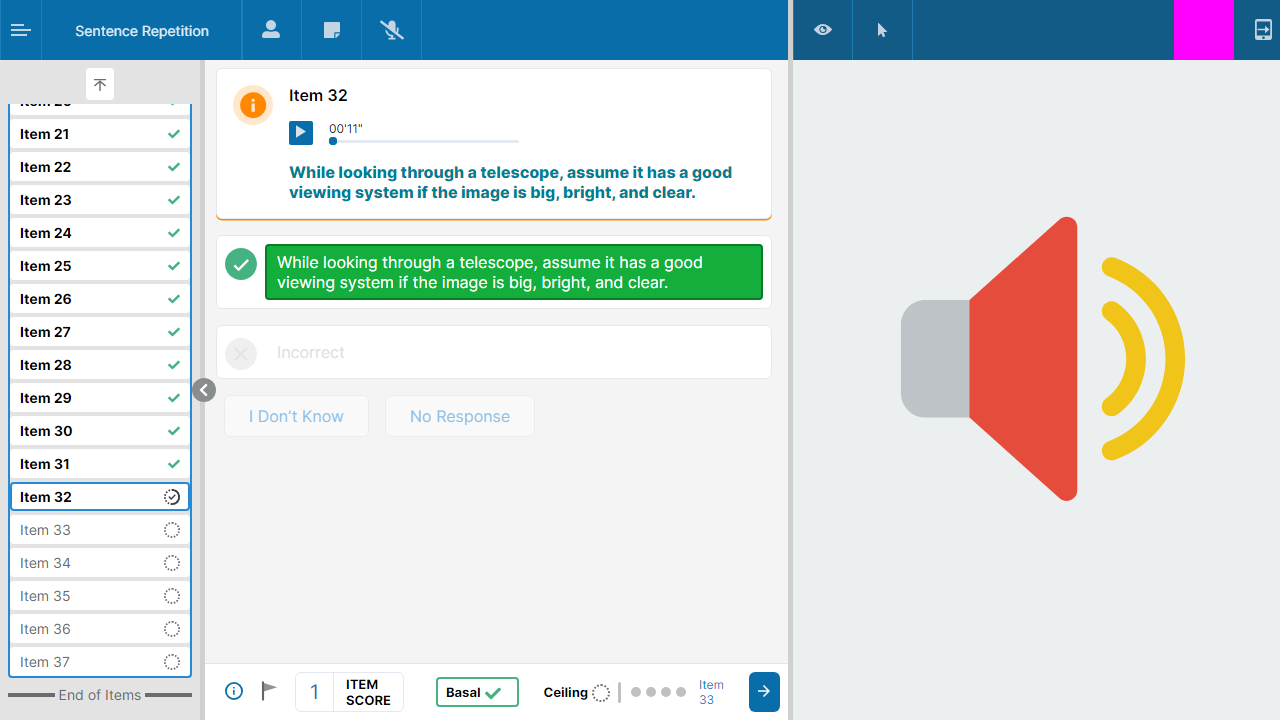 Sentence Repetition
Item 21
Item 22
Item 23
Item 24
Item 25
Item 26
Item 27
Item 28
Item 29
Item 30
Item 31
Item 32
Item 33
Item 34
Item 35
Item 36
Item 37
End of Items
Item 32
00'11"
While looking through a telescope, assume it has a good
viewing system if the image is big, bright, and clear.
While looking through a telescope, assume it has a good
viewing system if the image is big, bright, and clear.
Incorrect
I Don't Know
No Response
1
ITEM
SCORE
Basal
Ceiling
Item
33